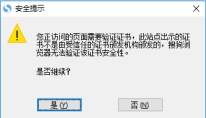 安全提示
您正访问的页面需要验证证书，此站点出示的证
书不是由受信任的证书颁发机构颁发的，搜狗浏
览器无法验证该证书安全性。
是否继续？
是(Y)
否(N)